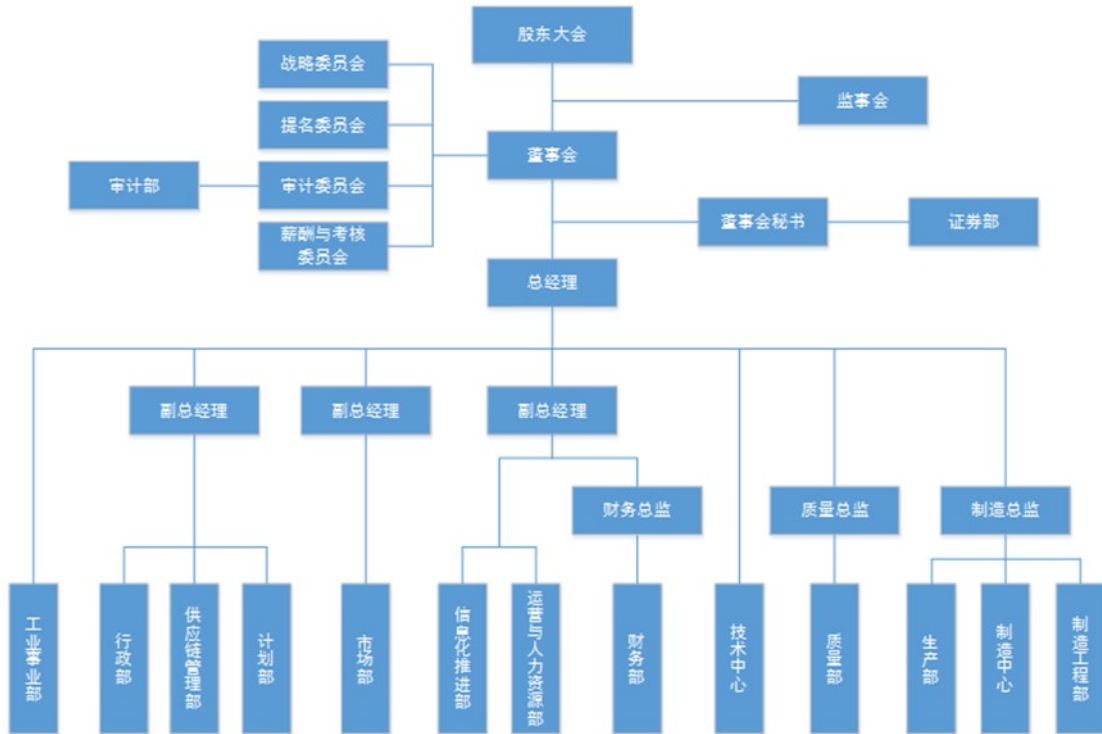 股东大会
战略委员会
监事会
提名委员会
董事会
审计部
审计委员会
董事会秘书
证券部
薪酬与考核
委员会
总经理
副总经理
副总经理
副总经理
财务总监
质量总监
制造总监
工业事业部
行政部
供应链管理部
计划部
市场部
信息化推进部
运营与人力资源部
财务部
技术中心
质量部
生产部
制造中心
制造工程部